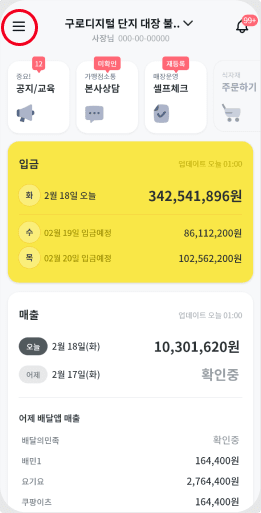 구로디지털 단지 대장 불..
99+
사장님 000-00-00000
12
중요!
공지/교육
미확인
가맹점소통
본사상담
재등록
매장운영
셀프체크
식자재
주문하기
입금
업데이트 오늘 01:00
화 2월 18일 오늘 342,541,896원
수 02월 19일 입금예정 86,112,200원
목 02월 20일 입금예정 102,562,200원
매출
업데이트 오늘 01:00
오늘 2월 18일(화) 10,301,620원
어제 2월 17일(화) 확인중
어제 배달앱 매출
배달의민족 확인중
배민1 164,400원
요기요 2,764,400원
쿠팡이츠 164,400원